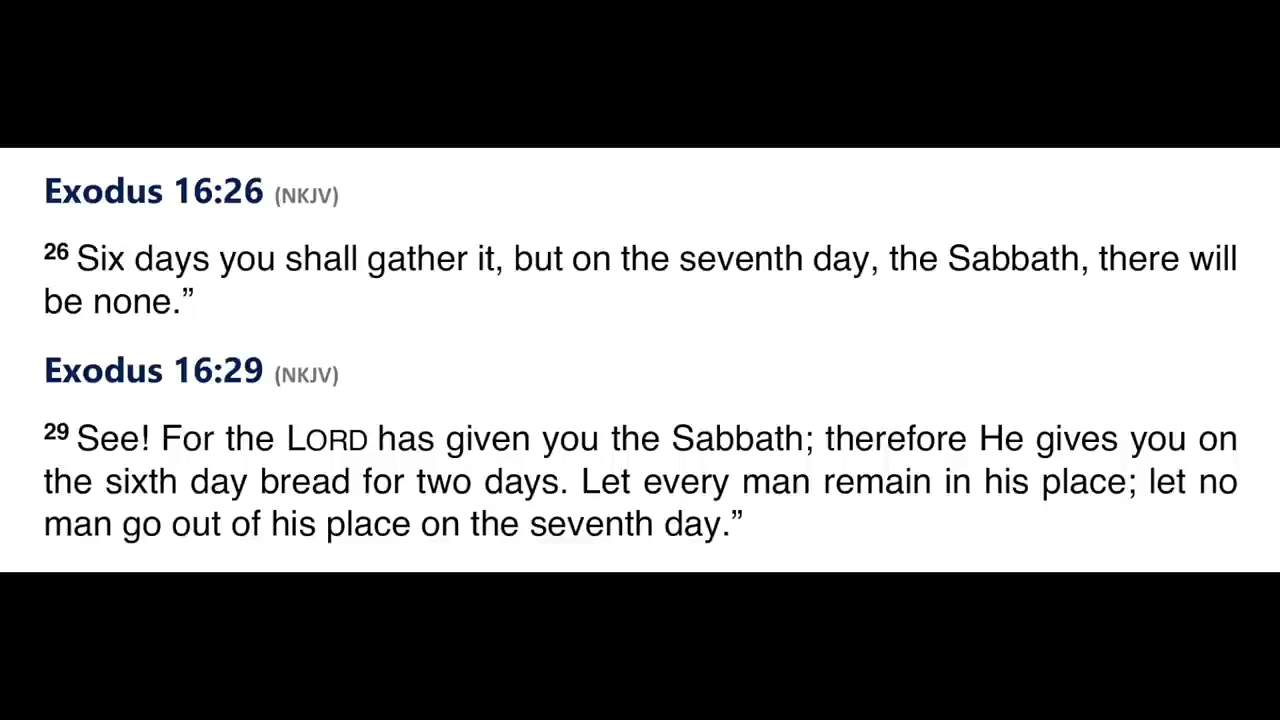 Exodus 16:26 (NKJV)
26 Six days you shall gather it, but on the seventh day, the Sabbath, there will
be none.”
Exodus 16:29 (NKJV)
29 See! For the LORD has given you the Sabbath; therefore He gives you on
the sixth day bread for two days. Let every man remain in his place; let no
man go out of his place on the seventh day.”